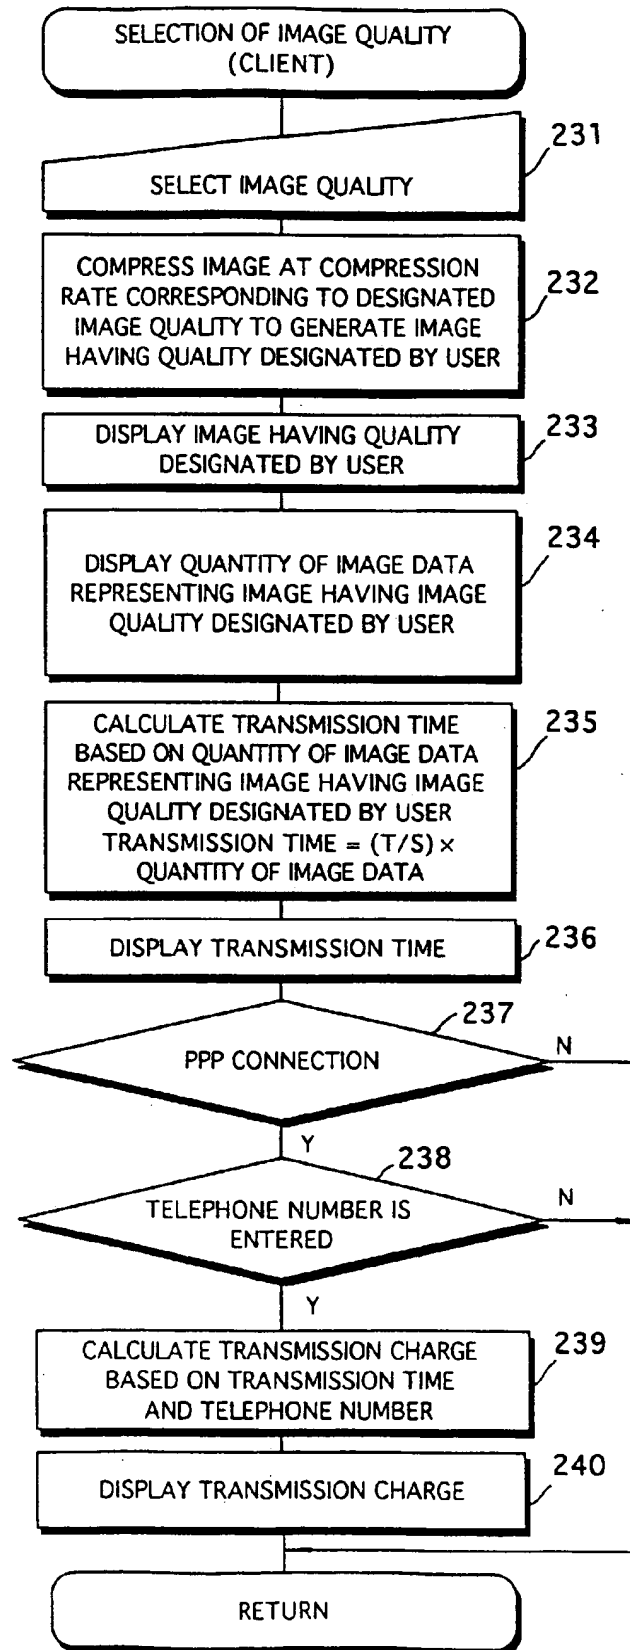 SELECTION OF IMAGE QUALITY
(CLIENT)
231
SELECT IMAGE QUALITY
COMPRESS IMAGE AT COMPRESSION
RATE CORRESPONDING TO DESIGNATED
IMAGE QUALITY TO GENERATE IMAGE
HAVING QUALITY DESIGNATED BY USER
232
DISPLAY IMAGE HAVING QUALITY
DESIGNATED BY USER
233
DISPLAY QUANTITY OF IMAGE DATA
REPRESENTING IMAGE HAVING IMAGE
QUALITY DESIGNATED BY USER
234
CALCULATE TRANSMISSION TIME
BASED ON QUANTITY OF IMAGE DATA
REPRESENTING IMAGE HAVING IMAGE
QUALITY DESIGNATED BY USER
TRANSMISSION TIME = (T/S) ×
QUANTITY OF IMAGE DATA
235
DISPLAY TRANSMISSION TIME
236
237
PPP CONNECTION
N
Y
238
TELEPHONE NUMBER IS
ENTERED
N
Y
CALCULATE TRANSMISSION CHARGE
BASED ON TRANSMISSION TIME
AND TELEPHONE NUMBER
239
DISPLAY TRANSMISSION CHARGE
240
RETURN